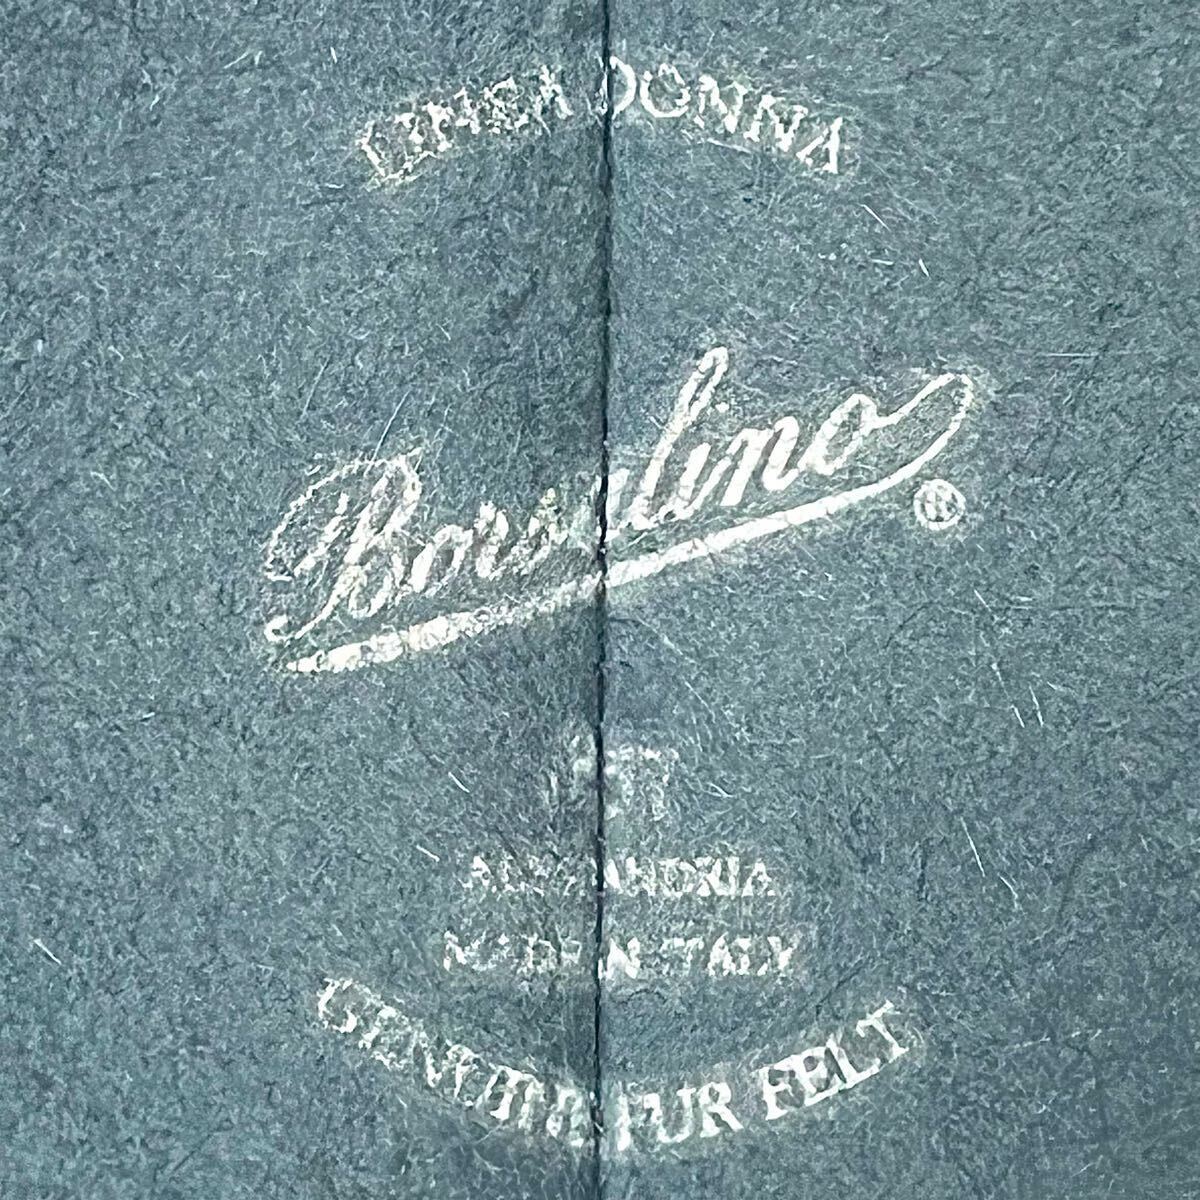 LINEA DONNA
Borsalino ®
ALESSANDRIA
MADE IN ITALY
GENUINE FUR FELT